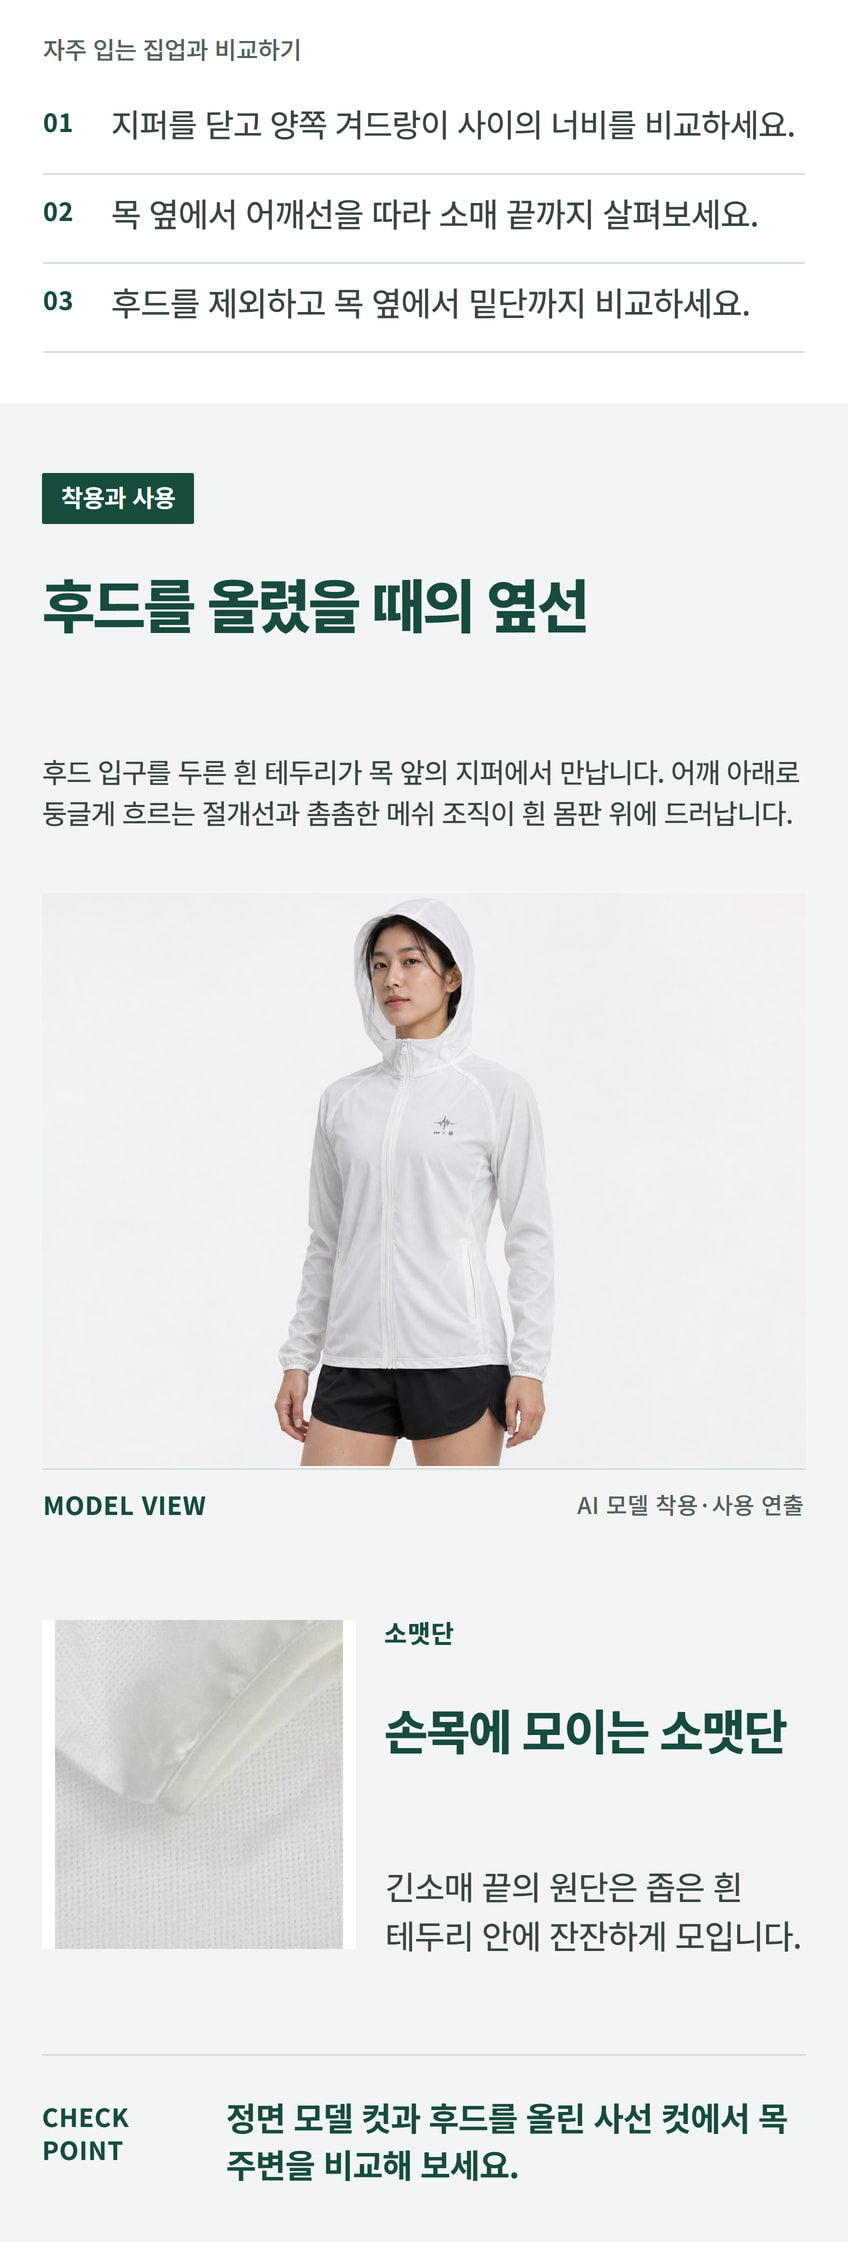 자주 입는 집업과 비교하기
01 지퍼를 닫고 양쪽 겨드랑이 사이의 너비를 비교하세요.
02 목 옆에서 어깨선을 따라 소매 끝까지 살펴보세요.
03 후드를 제외하고 목 옆에서 밑단까지 비교하세요.
착용과 사용
후드를 올렸을 때의 옆선
후드 입구를 두른 흰 테두리가 목 앞의 지퍼에서 만납니다. 어깨 아래로
둥글게 흐르는 절개선과 촘촘한 메쉬 조직이 흰 몸판 위에 드러납니다.
MODEL VIEW
AI 모델 착용·사용 연출
소맷단
손목에 모이는 소맷단
긴소매 끝의 원단은 좁은 흰
테두리 안에 잔잔하게 모입니다.
CHECK
POINT
정면 모델 컷과 후드를 올린 사선 컷에서 목
주변을 비교해 보세요.